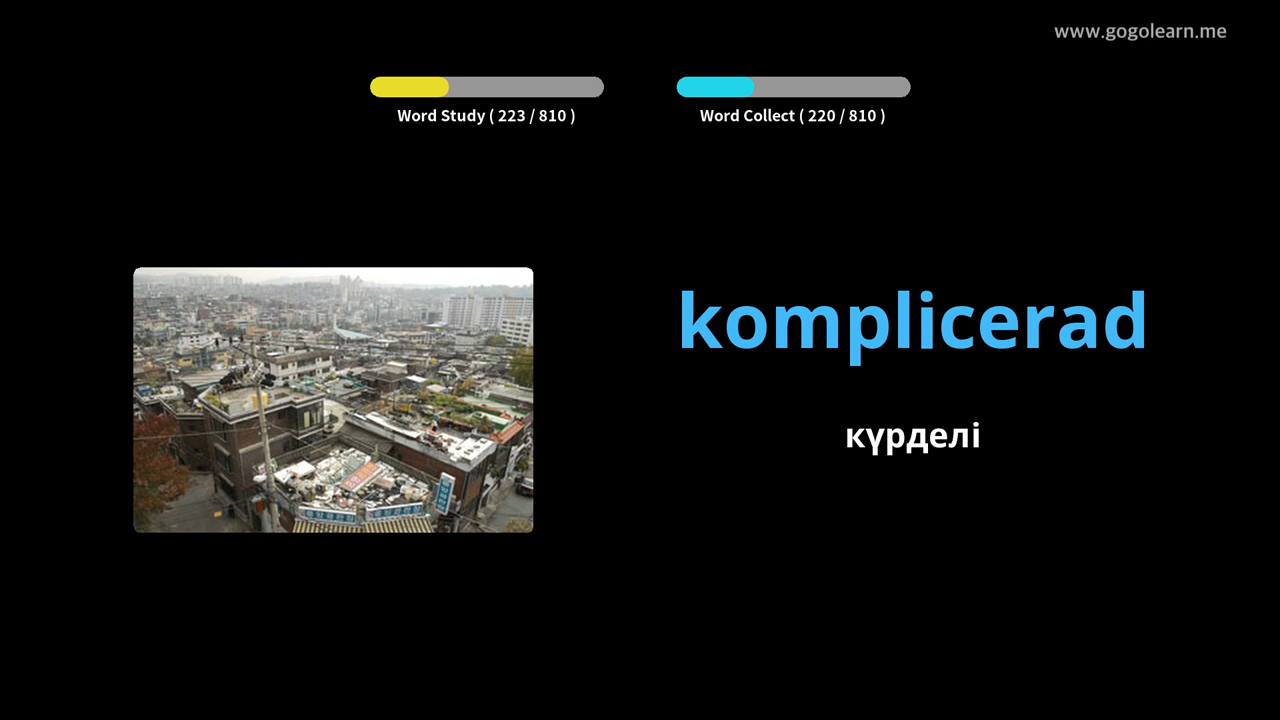 www.gogolearn.me
Word Study ( 223 / 810 )
Word Collect ( 220 / 810 )
komplicerad
күрделі